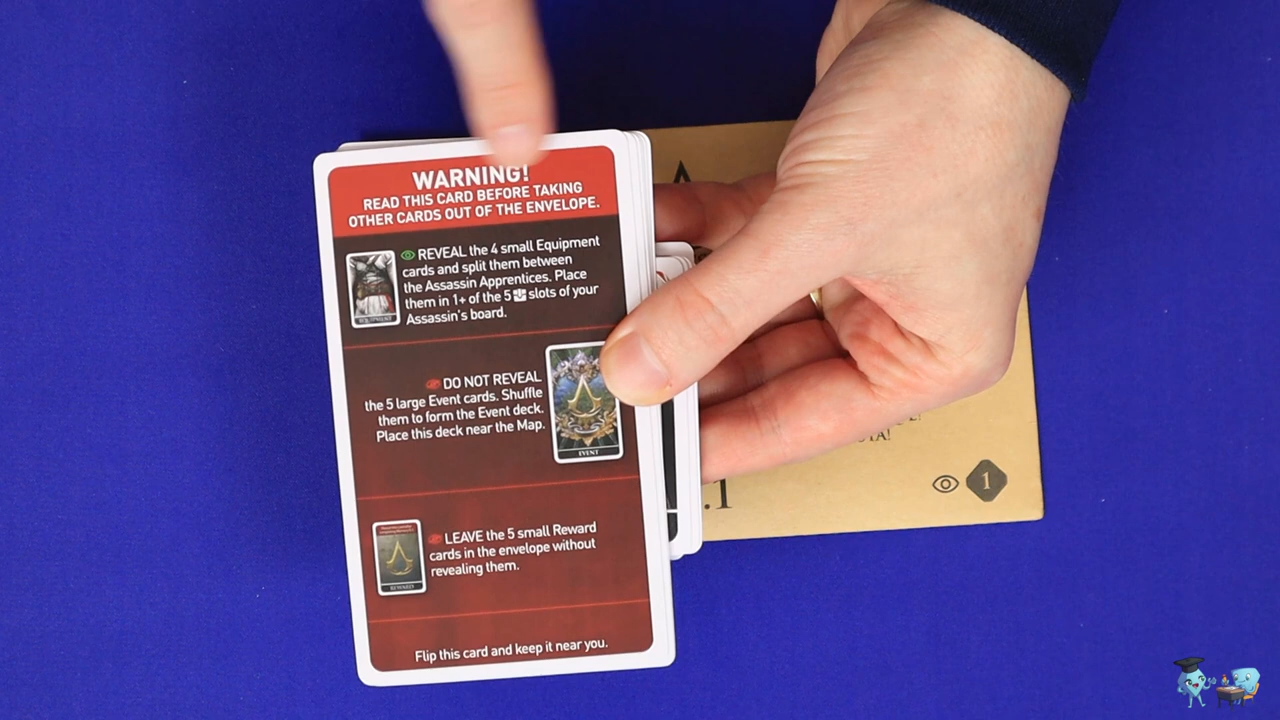 WARNING!
READ THIS CARD BEFORE TAKING
OTHER CARDS OUT OF THE ENVELOPE.
REVEAL the 4 small Equipment
cards and split them between
the Assassin Apprentices. Place
them in 1+ of the 5 slots of your
Assassin's board.
EQUIPMENT
DO NOT REVEAL
the 5 large Event cards. Shuffle
them to form the Event deck.
Place this deck near the Map.
EVENT
LEAVE the 5 small Reward
cards in the envelope without
revealing them.
REWARD
Flip this card and keep it near you.
.1
1